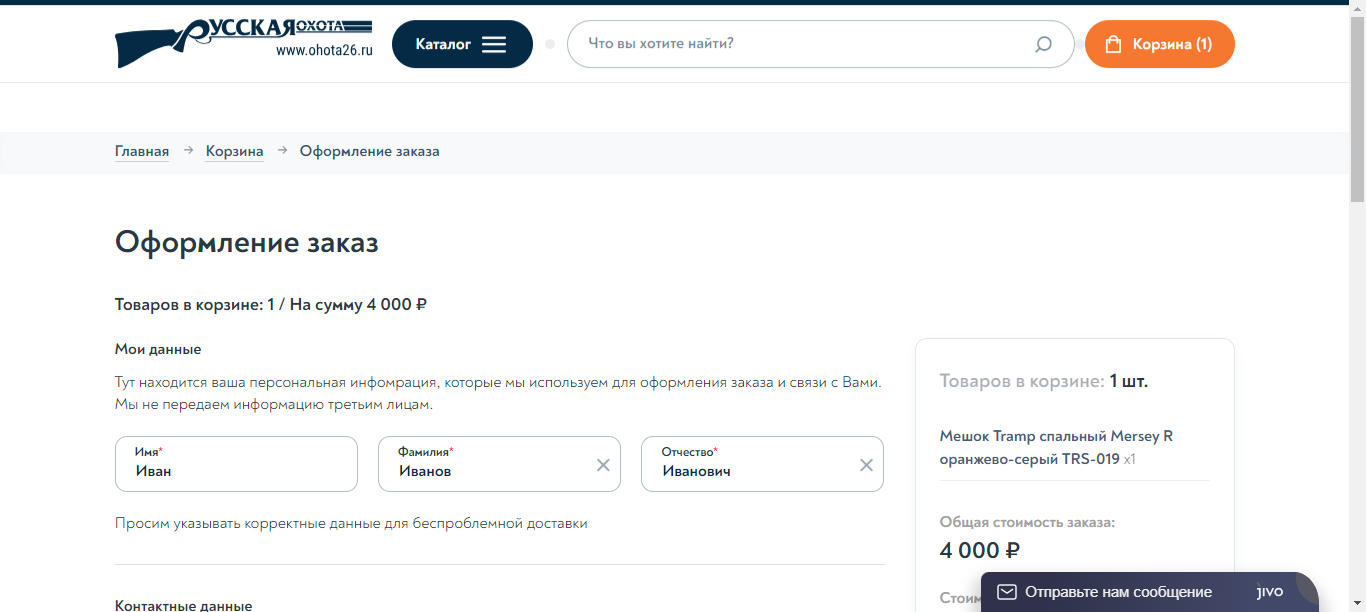 РУССКАЯ ОХОТА
www.ohota26.ru
Каталог
Что вы хотите найти?
Корзина (1)
Главная → Корзина → Оформление заказа
Оформление заказ
Товаров в корзине: 1 / На сумму 4 000 ₽
Мои данные
Тут находится ваша персональная инфомрация, которые мы используем для оформления заказа и связи с Вами.
Мы не передаем информацию третьим лицам.
Имя*
Иван
Фамилия*
Иванов
Отчество*
Иванович
Просим указывать корректные данные для беспроблемной доставки
Контактные данные
Товаров в корзине: 1 шт.
Мешок Tramp спальный Mersey R
оранжево-серый TRS-019 x1
Общая стоимость заказа:
4 000 ₽
Отправьте нам сообщение
jivo